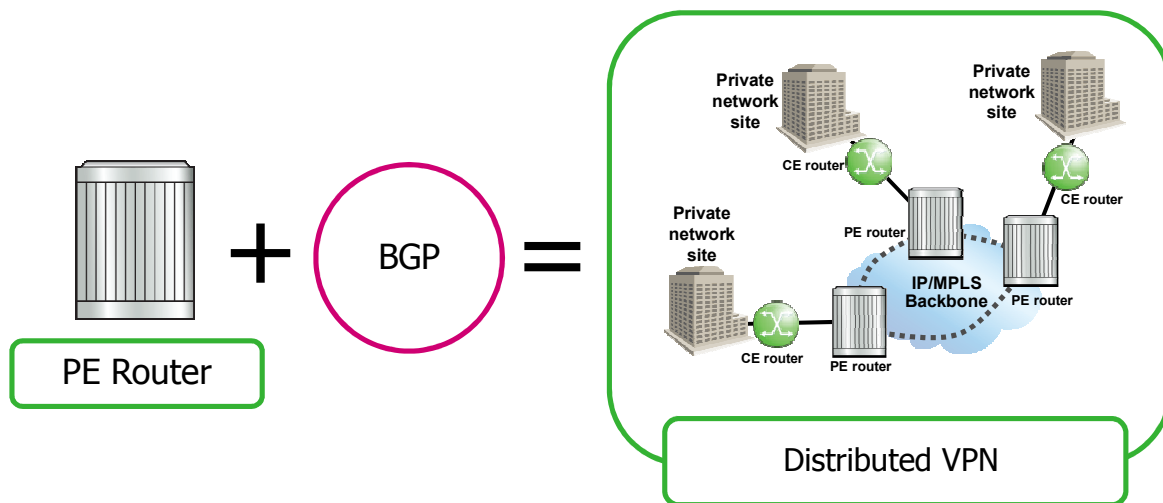 PE Router
+
BGP
=
Private
network
site
CE router
PE router
Private
network
site
CE router
PE router
Private
network
site
CE router
PE router
IP/MPLS
Backbone
Distributed VPN